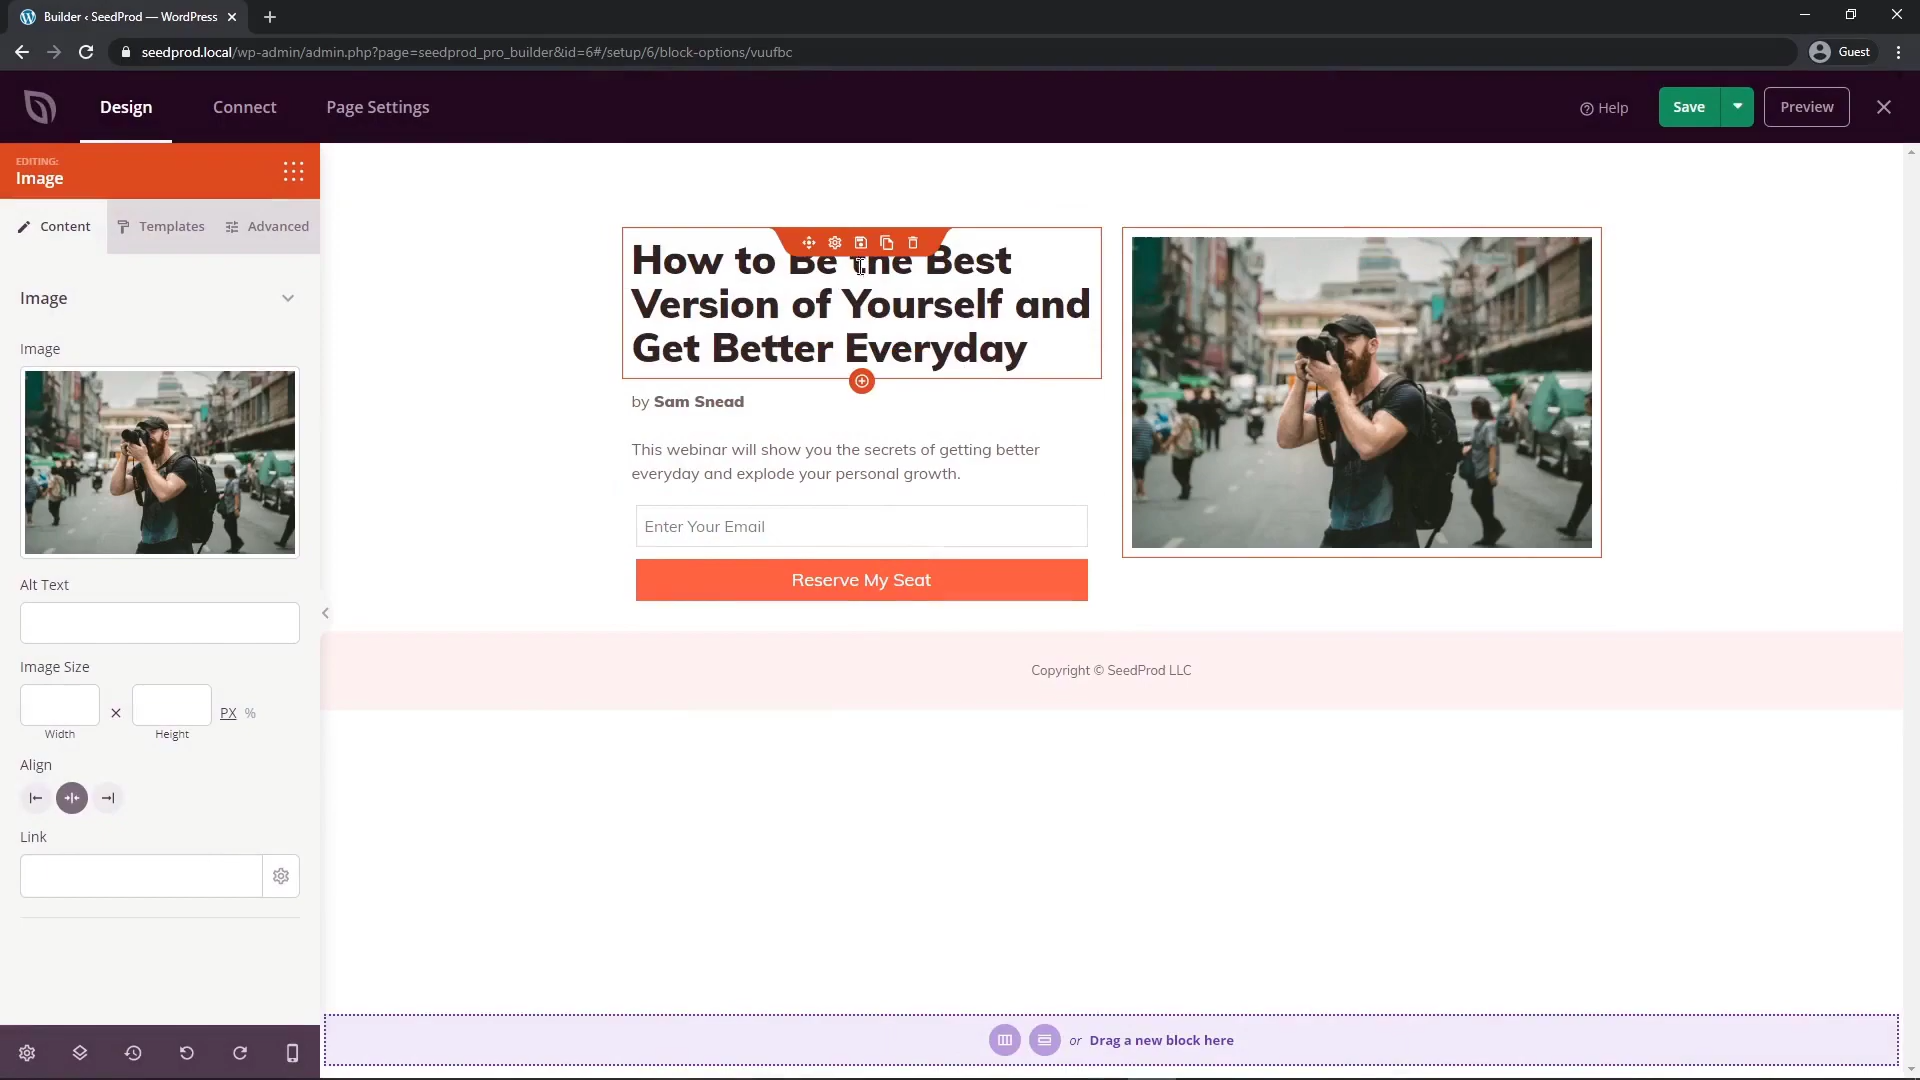 Builder ‹ SeedProd — WordPress
seedprod.local/wp-admin/admin.php?page=seedprod_pro_builder&id=6#/setup/6/block-options/vuufbc
Guest
Design
Connect
Page Settings
Help
Save
Preview
EDITING:
Image
Content
Templates
Advanced
Image
Image
Alt Text
Image Size
PX %
Width
Height
Align
Link
How to Be the Best
Version of Yourself and
Get Better Everyday
by Sam Snead
This webinar will show you the secrets of getting better
everyday and explode your personal growth.
Enter Your Email
Reserve My Seat
Copyright © SeedProd LLC
or Drag a new block here